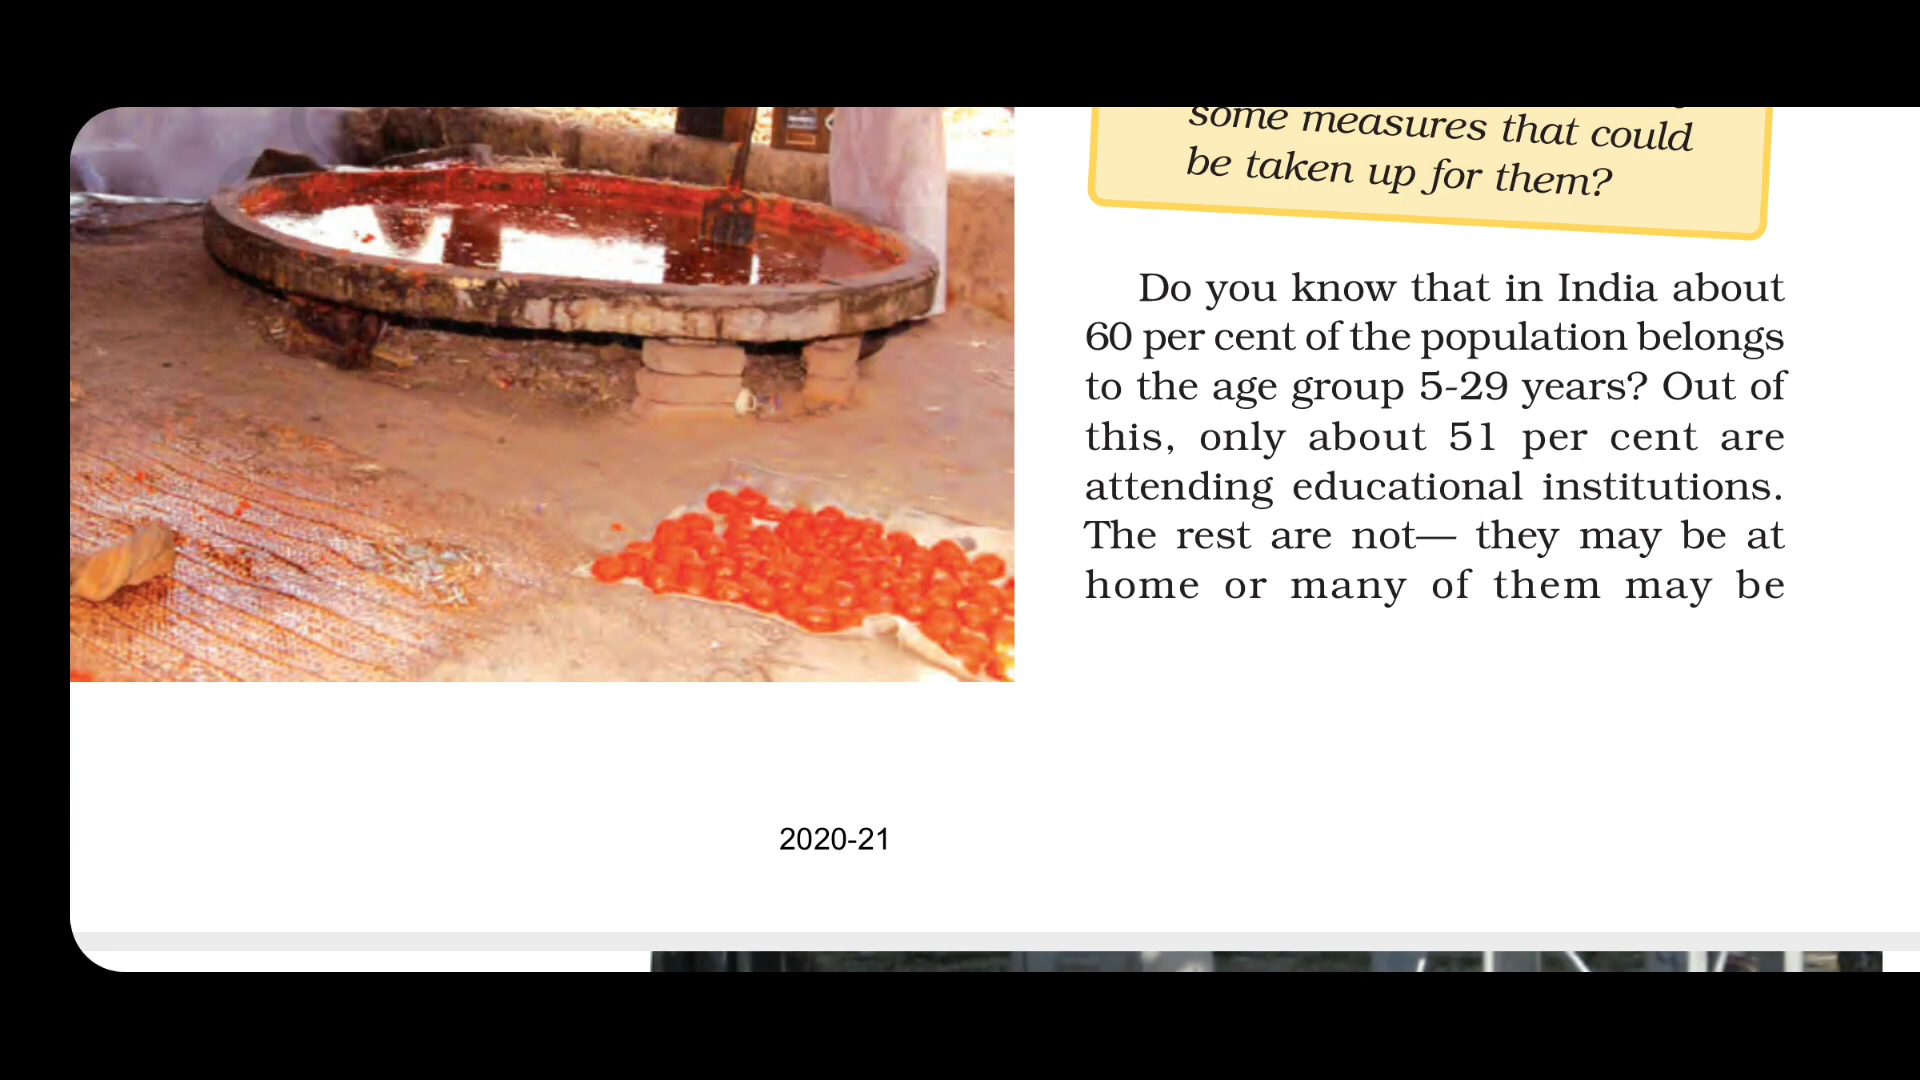 some measures that could
be taken up for them?
Do you know that in India about
60 per cent of the population belongs
to the age group 5-29 years? Out of
this, only about 51 per cent are
attending educational institutions.
The rest are not— they may be at
home or many of them may be
2020-21